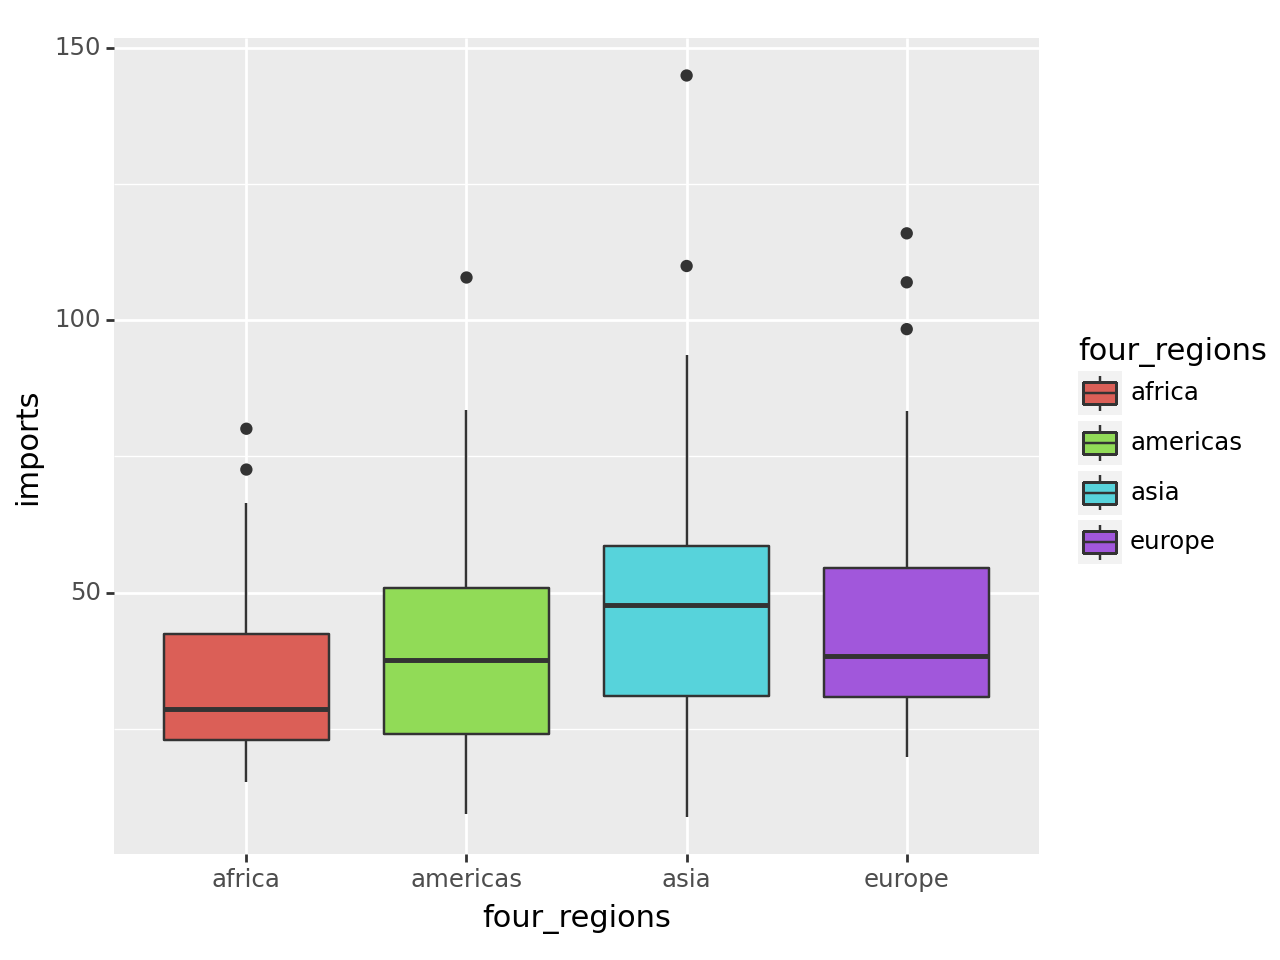 150
100
50
imports
africa
americas
asia
europe
four_regions
four_regions
africa
americas
asia
europe